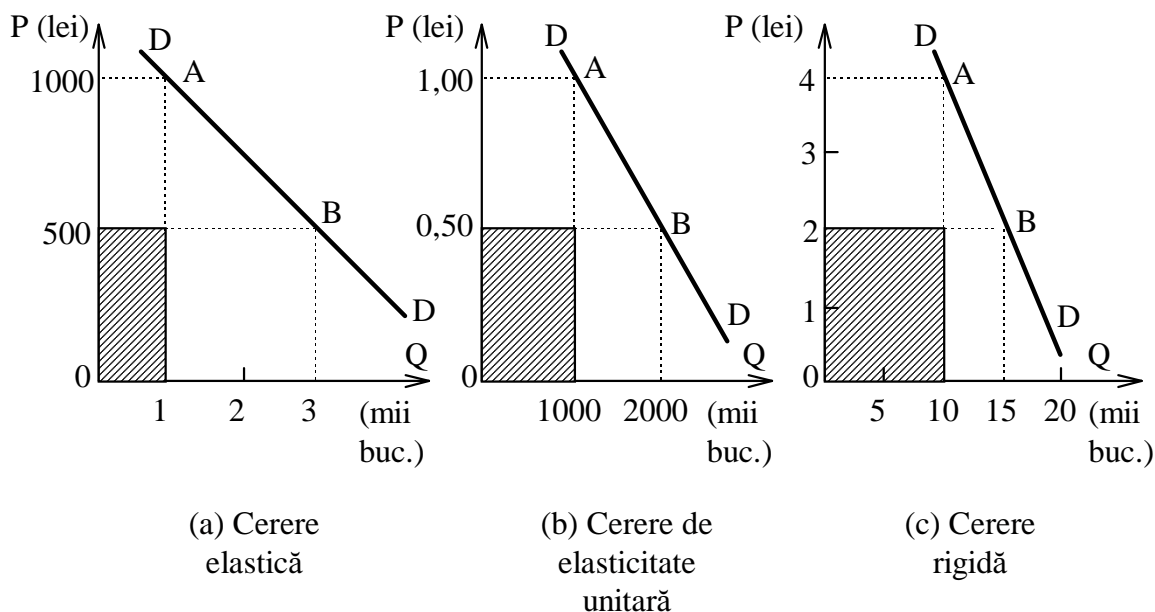 P (lei)
D
A
1000
B
500
D
Q
0
1 2 3 (mii
buc.)
(a) Cerere
elastică
P (lei)
D
A
1,00
0,50
B
D
Q
0
1000 2000 (mii
buc.)
(b) Cerere de
elasticitate
unitară
P (lei)
D
A
4
3
2
B
1
D
Q
0
5 10 15 20 (mii
buc.)
(c) Cerere
rigidă